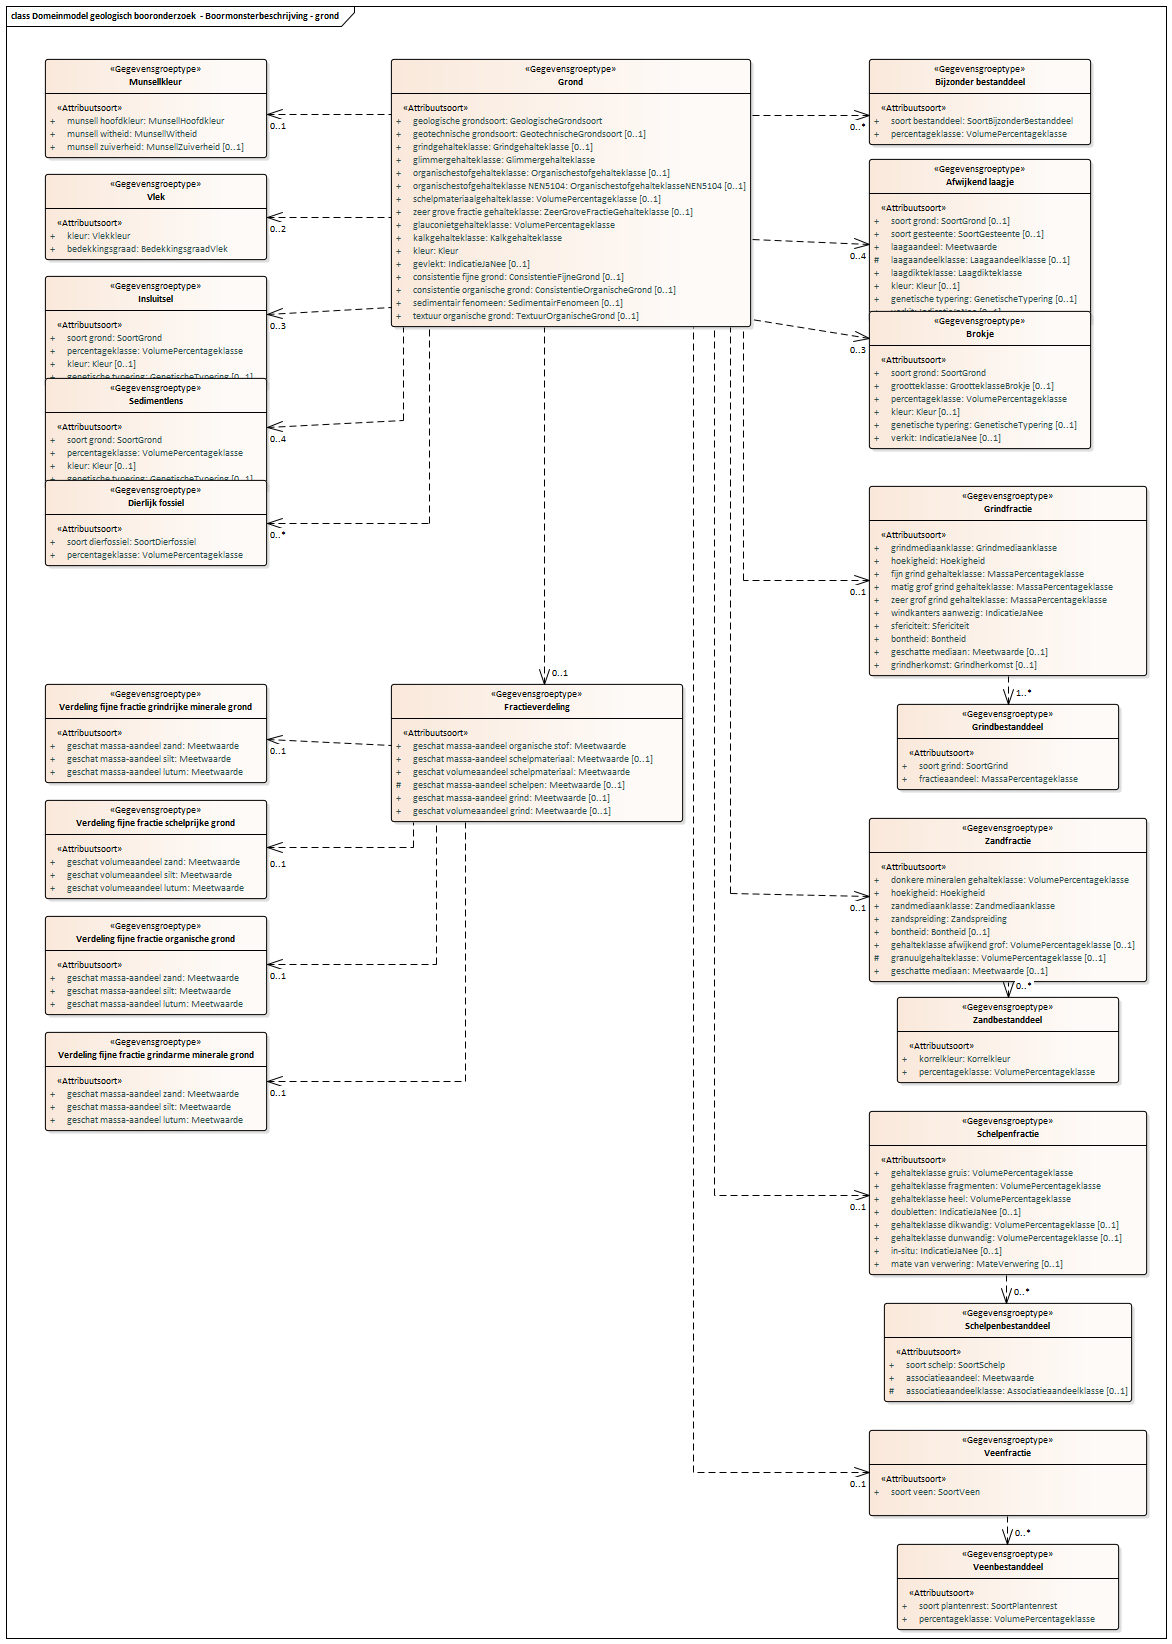 class Domeinmodel geologisch booronderzoek - Boormonsterbeschrijving - grond
«Gegevensgroeptype»
Munsellkleur
«Attribuutsoort»
+ munsell hoofdkleur: MunsellHoofdkleur
+ munsell witheid: MunsellWitheid
+ munsell zuiverheid: MunsellZuiverheid [0..1]
0..1
«Gegevensgroeptype»
Vlek
«Attribuutsoort»
+ kleur: Vlekkleur
+ bedekkingsgraad: BedekkingsgraadVlek
0..2
«Gegevensgroeptype»
Insluitsel
«Attribuutsoort»
+ soort grond: SoortGrond
+ percentageklasse: VolumePercentageklasse
+ kleur: Kleur [0..1]
+ genetische typering: GenetischeTypering [0..1]
0..3
«Gegevensgroeptype»
Sedimentlens
«Attribuutsoort»
+ soort grond: SoortGrond
+ percentageklasse: VolumePercentageklasse
+ kleur: Kleur [0..1]
+ genetische typering: GenetischeTypering [0..1]
0..4
«Gegevensgroeptype»
Dierlijk fossiel
«Attribuutsoort»
+ soort dierfossiel: SoortDierfossiel
+ percentageklasse: VolumePercentageklasse
0..*
«Gegevensgroeptype»
Grond
«Attribuutsoort»
+ geologische grondsoort: GeologischeGrondsoort
+ geotechnische grondsoort: GeotechnischeGrondsoort [0..1]
+ grindgehalteklasse: Grindgehalteklasse [0..1]
+ glimmergehalteklasse: Glimmergehalteklasse
+ organischestofgehalteklasse: Organischestofgehalteklasse [0..1]
+ organischestofgehalteklasse NEN5104: OrganischestofgehalteklasseNEN5104 [0..1]
+ schelpmateriaalgehalteklasse: VolumePercentageklasse [0..1]
+ zeer grove fractie gehalteklasse: ZeerGroveFractieGehalteklasse [0..1]
+ glauconietgehalteklasse: VolumePercentageklasse
+ kalkgehalteklasse: Kalkgehalteklasse
+ kleur: Kleur
+ gevlekt: IndicatieJaNee [0..1]
+ consistentie fijne grond: ConsistentieFijneGrond [0..1]
+ consistentie organische grond: ConsistentieOrganischeGrond [0..1]
+ sedimentair fenomeen: SedimentairFenomeen [0..1]
+ textuur organische grond: TextuurOrganischeGrond [0..1]
«Gegevensgroeptype»
Bijzonder bestanddeel
«Attribuutsoort»
+ soort bestanddeel: SoortBijzonderBestanddeel
+ percentageklasse: VolumePercentageklasse
0..*
«Gegevensgroeptype»
Afwijkend laagje
«Attribuutsoort»
+ soort grond: SoortGrond [0..1]
+ soort gesteente: SoortGesteente [0..1]
+ laagaandeel: Meetwaarde
# laagaandeelklasse: Laagaandeelklasse [0..1]
+ laagdikteklasse: Laagdikteklasse
+ kleur: Kleur [0..1]
+ genetische typering: GenetischeTypering [0..1]
+ verkit: IndicatieJaNee [0..1]
0..4
«Gegevensgroeptype»
Brokje
«Attribuutsoort»
+ soort grond: SoortGrond
+ grootteklasse: GrootteklasseBrokje [0..1]
+ percentageklasse: VolumePercentageklasse
+ kleur: Kleur [0..1]
+ genetische typering: GenetischeTypering [0..1]
+ verkit: IndicatieJaNee [0..1]
0..3
«Gegevensgroeptype»
Grindfractie
«Attribuutsoort»
+ grindmediaanklasse: Grindmediaanklasse
+ hoekigheid: Hoekigheid
+ fijn grind gehalteklasse: MassaPercentageklasse
+ matig grof grind gehalteklasse: MassaPercentageklasse
+ zeer grof grind gehalteklasse: MassaPercentageklasse
+ windkanters aanwezig: IndicatieJaNee
+ sfericiteit: Sfericiteit
+ bontheid: Bontheid
+ geschatte mediaan: Meetwaarde [0..1]
+ grindherkomst: Grindherkomst [0..1]
0..1
1..*
«Gegevensgroeptype»
Grindbestanddeel
«Attribuutsoort»
+ soort grind: SoortGrind
+ fractieaandeel: MassaPercentageklasse
0..1
«Gegevensgroeptype»
Fractieverdeling
«Attribuutsoort»
+ geschat massa-aandeel organische stof: Meetwaarde
+ geschat massa-aandeel schelpmateriaal: Meetwaarde [0..1]
+ geschat volumeaandeel schelpmateriaal: Meetwaarde
# geschat massa-aandeel schelpen: Meetwaarde [0..1]
+ geschat massa-aandeel grind: Meetwaarde [0..1]
+ geschat volumeaandeel grind: Meetwaarde [0..1]
«Gegevensgroeptype»
Verdeling fijne fractie grindrijke minerale grond
«Attribuutsoort»
+ geschat massa-aandeel zand: Meetwaarde
+ geschat massa-aandeel silt: Meetwaarde
+ geschat massa-aandeel lutum: Meetwaarde
0..1
«Gegevensgroeptype»
Verdeling fijne fractie schelprijke grond
«Attribuutsoort»
+ geschat volumeaandeel zand: Meetwaarde
+ geschat volumeaandeel silt: Meetwaarde
+ geschat volumeaandeel lutum: Meetwaarde
0..1
«Gegevensgroeptype»
Verdeling fijne fractie organische grond
«Attribuutsoort»
+ geschat massa-aandeel zand: Meetwaarde
+ geschat massa-aandeel silt: Meetwaarde
+ geschat massa-aandeel lutum: Meetwaarde
0..1
«Gegevensgroeptype»
Verdeling fijne fractie grindarme minerale grond
«Attribuutsoort»
+ geschat massa-aandeel zand: Meetwaarde
+ geschat massa-aandeel silt: Meetwaarde
+ geschat massa-aandeel lutum: Meetwaarde
0..1
«Gegevensgroeptype»
Zandfractie
«Attribuutsoort»
+ donkere mineralen gehalteklasse: VolumePercentageklasse
+ hoekigheid: Hoekigheid
+ zandmediaanklasse: Zandmediaanklasse
+ zandspreiding: Zandspreiding
+ bontheid: Bontheid [0..1]
+ gehalteklasse afwijkend grof: VolumePercentageklasse [0..1]
# granuulgehalteklasse: VolumePercentageklasse [0..1]
+ geschatte mediaan: Meetwaarde [0..1]
0..1
0..*
«Gegevensgroeptype»
Zandbestanddeel
«Attribuutsoort»
+ korrelkleur: Korrelkleur
+ percentageklasse: VolumePercentageklasse
«Gegevensgroeptype»
Schelpenfractie
«Attribuutsoort»
+ gehalteklasse gruis: VolumePercentageklasse
+ gehalteklasse fragmenten: VolumePercentageklasse
+ gehalteklasse heel: VolumePercentageklasse
+ doubletten: IndicatieJaNee [0..1]
+ gehalteklasse dikwandig: VolumePercentageklasse [0..1]
+ gehalteklasse dunwandig: VolumePercentageklasse [0..1]
+ in-situ: IndicatieJaNee [0..1]
+ mate van verwering: MateVerwering [0..1]
0..1
0..*
«Gegevensgroeptype»
Schelpenbestanddeel
«Attribuutsoort»
+ soort schelp: SoortSchelp
+ associatieaandeel: Meetwaarde
# associatieaandeelklasse: Associatieaandeelklasse [0..1]
«Gegevensgroeptype»
Veenfractie
«Attribuutsoort»
+ soort veen: SoortVeen
0..1
0..*
«Gegevensgroeptype»
Veenbestanddeel
«Attribuutsoort»
+ soort plantenrest: SoortPlantenrest
+ percentageklasse: VolumePercentageklasse